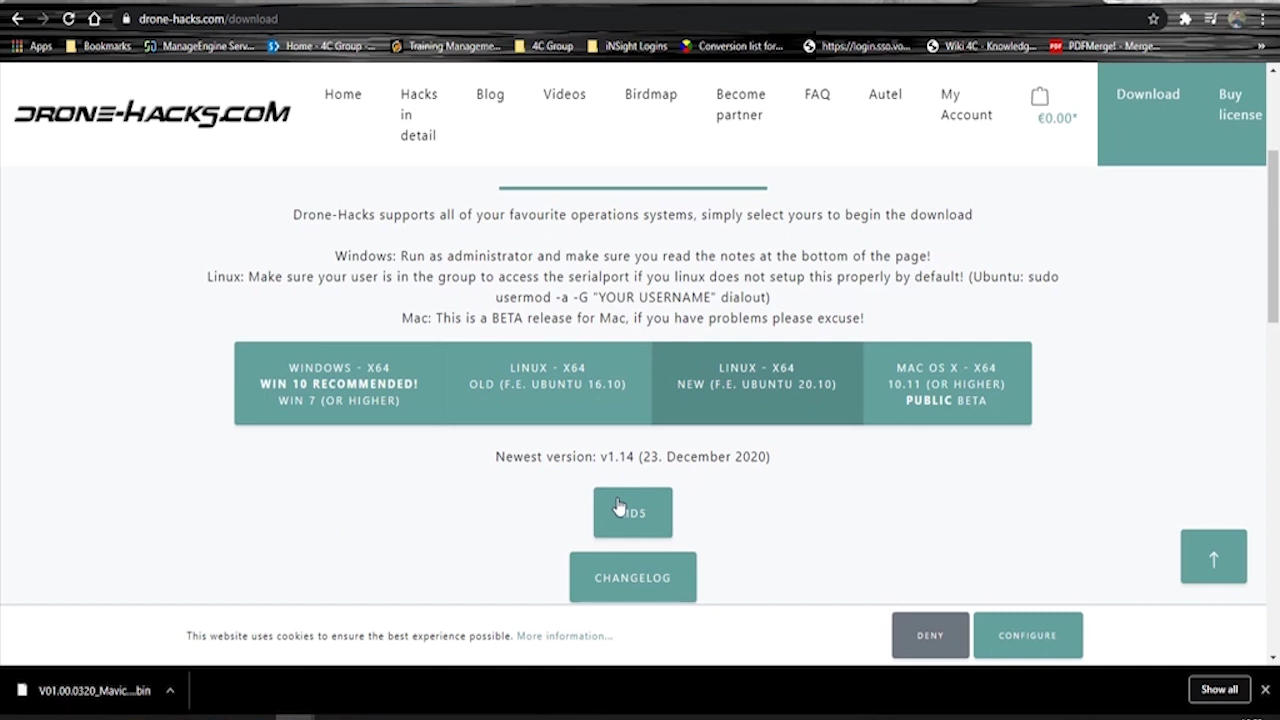 drone-hacks.com/download
Apps Bookmarks ManageEngine Serv... Home - 4C Group -... Training Manageme... 4C Group iNSight Logins Conversion list for... https://login.sso.vo... Wiki 4C - Knowledg... PDFMerge! - Merge... »
DRONE-HACKS.COM
Home
Hacks
in
detail
Blog
Videos
Birdmap
Become
partner
FAQ
Autel
My
Account
€0.00*
Download
Buy
license
Drone-Hacks supports all of your favourite operations systems, simply select yours to begin the download
Windows: Run as administrator and make sure you read the notes at the bottom of the page!
Linux: Make sure your user is in the group to access the serialport if you linux does not setup this properly by default! (Ubuntu: sudo
usermod -a -G "YOUR USERNAME" dialout)
Mac: This is a BETA release for Mac, if you have problems please excuse!
WINDOWS - X64
WIN 10 RECOMMENDED!
WIN 7 (OR HIGHER)
LINUX - X64
OLD (F.E. UBUNTU 16.10)
LINUX - X64
NEW (F.E. UBUNTU 20.10)
MAC OS X - X64
10.11 (OR HIGHER)
PUBLIC BETA
Newest version: v1.14 (23. December 2020)
CHANGELOG
This website uses cookies to ensure the best experience possible. More information...
DENY
CONFIGURE
V01.00.0320_Mavic....bin
Show all